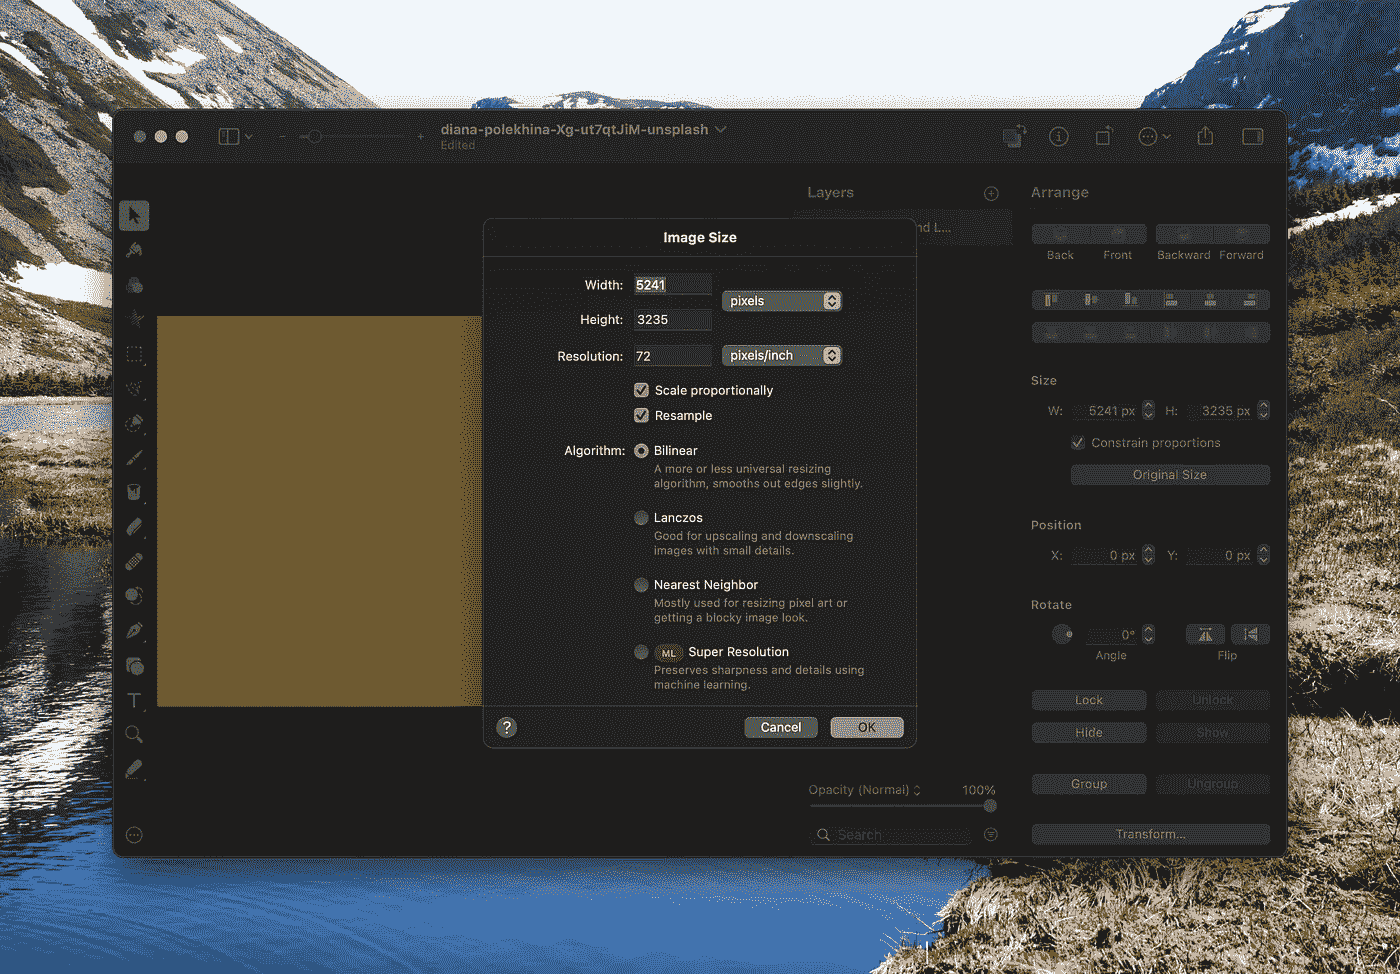 diana-polekhina-Xg-ut7qtJiM-unsplash
Edited
Layers
Arrange
nd L...
Back
Front
Backward
Forward
Image Size
Width: 5241
pixels
Height: 3235
Resolution: 72 pixels/inch
Scale proportionally
Resample
Algorithm: Bilinear
A more or less universal resizing
algorithm, smooths out edges slightly.
Lanczos
Good for upscaling and downscaling
images with small details.
Nearest Neighbor
Mostly used for resizing pixel art or
getting a blocky image look.
ML Super Resolution
Preserves sharpness and details using
machine learning.
? Cancel OK
Size
W: 5241 px H: 3235 px
Constrain proportions
Original Size
Position
X: 0 px Y: 0 px
Rotate
0°
Angle Flip
Lock Unlock
Hide Show
Group Ungroup
Transform...
Opacity (Normal) 100%
Search
T